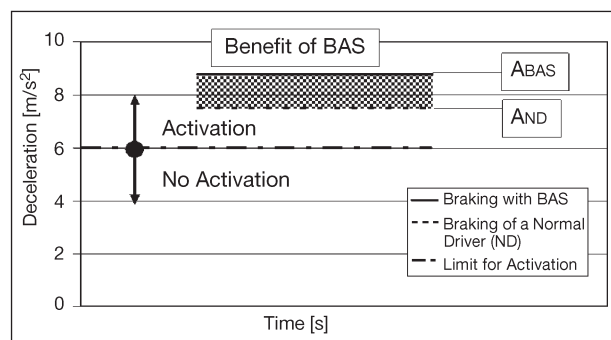 Benefit of BAS
10
8
6
4
2
0
Deceleration [m/s²]
ABAS
AND
Activation
No Activation
Braking with BAS
Braking of a Normal
Driver (ND)
Limit for Activation
Time [s]